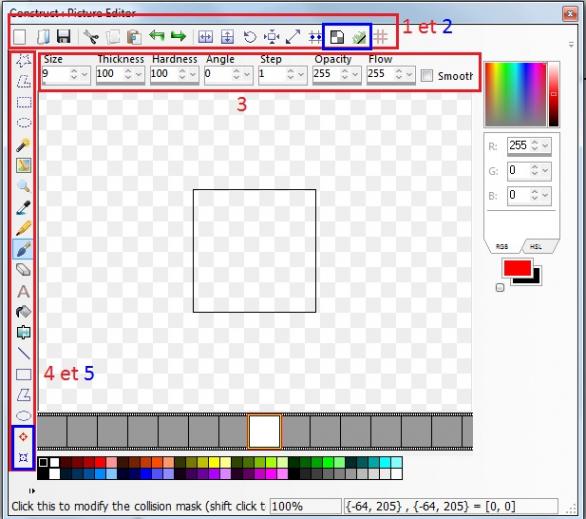 Construct : Picture Editor
1 et 2
Size Thickness Hardness Angle Step Opacity Flow
9 100 100 0 1 255 255 Smooth
3
R: 255
G: 0
B: 0
RGB HSL
A
4 et 5
Click this to modify the collision mask (shift click t 100% {-64, 205} , {-64, 205} = [0, 0]